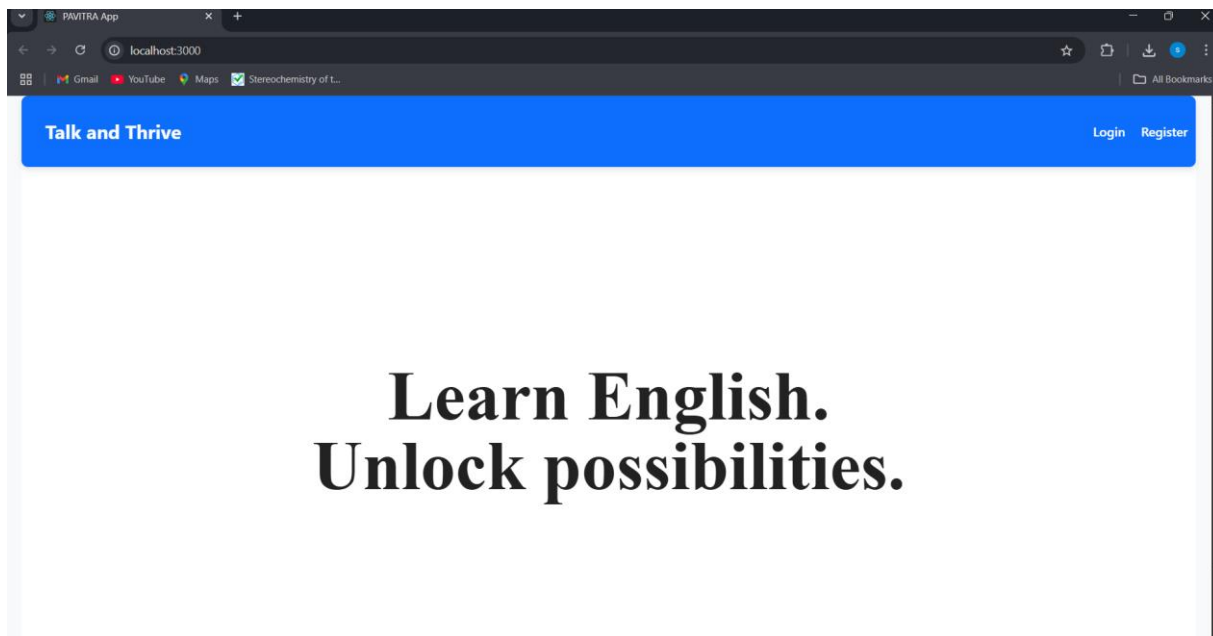 PAVITRA App
localhost:3000
Gmail YouTube Maps Stereochemistry of t... All Bookmarks
Talk and Thrive Login Register
Learn English.
Unlock possibilities.